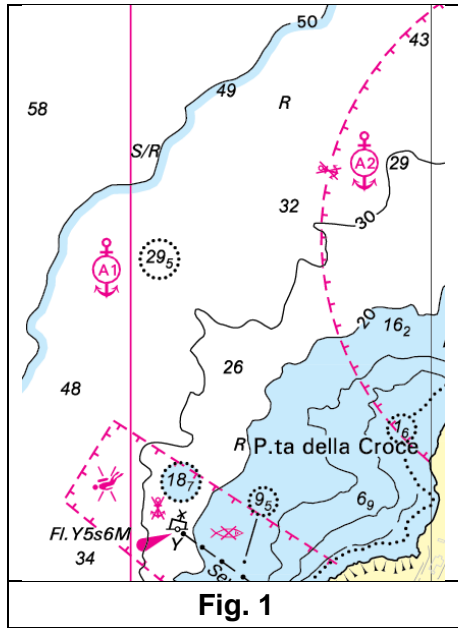 50
43
49
58
R
S/R
A2
29
32
30
A1
29₅
20
16₂
26
48
1₆
R
P.ta della Croce
18₇
9₅
6₉
Fl.Y5s6M
Y
34
Se
Fig. 1